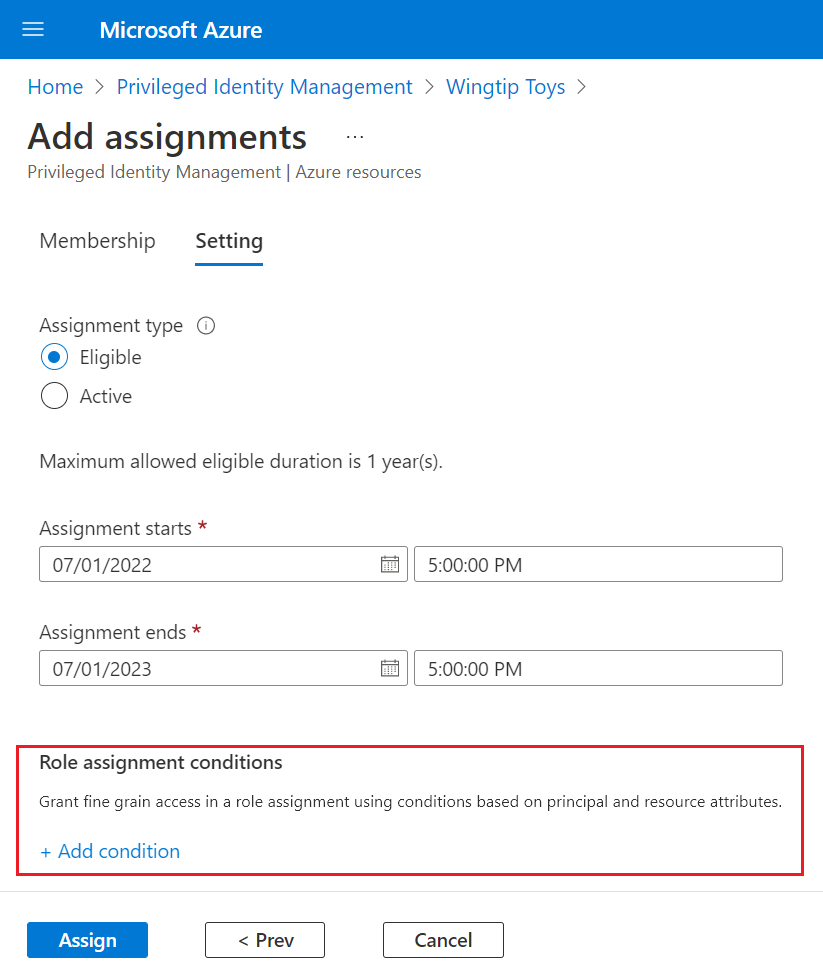 Microsoft Azure
Home > Privileged Identity Management > Wingtip Toys >
Add assignments ...
Privileged Identity Management | Azure resources
Membership Setting
Assignment type
Eligible
Active
Maximum allowed eligible duration is 1 year(s).
Assignment starts *
07/01/2022 5:00:00 PM
Assignment ends *
07/01/2023 5:00:00 PM
Role assignment conditions
Grant fine grain access in a role assignment using conditions based on principal and resource attributes.
+ Add condition
Assign < Prev Cancel